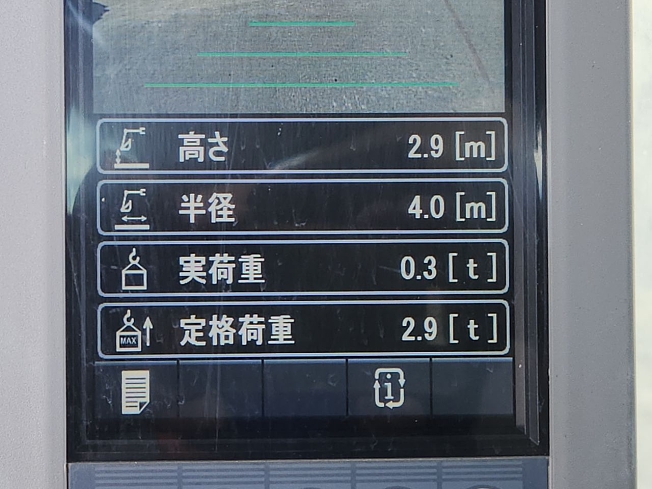 高さ 2.9 [m]
半径 4.0 [m]
実荷重 0.3 [t]
MAX 定格荷重 2.9 [t]
i